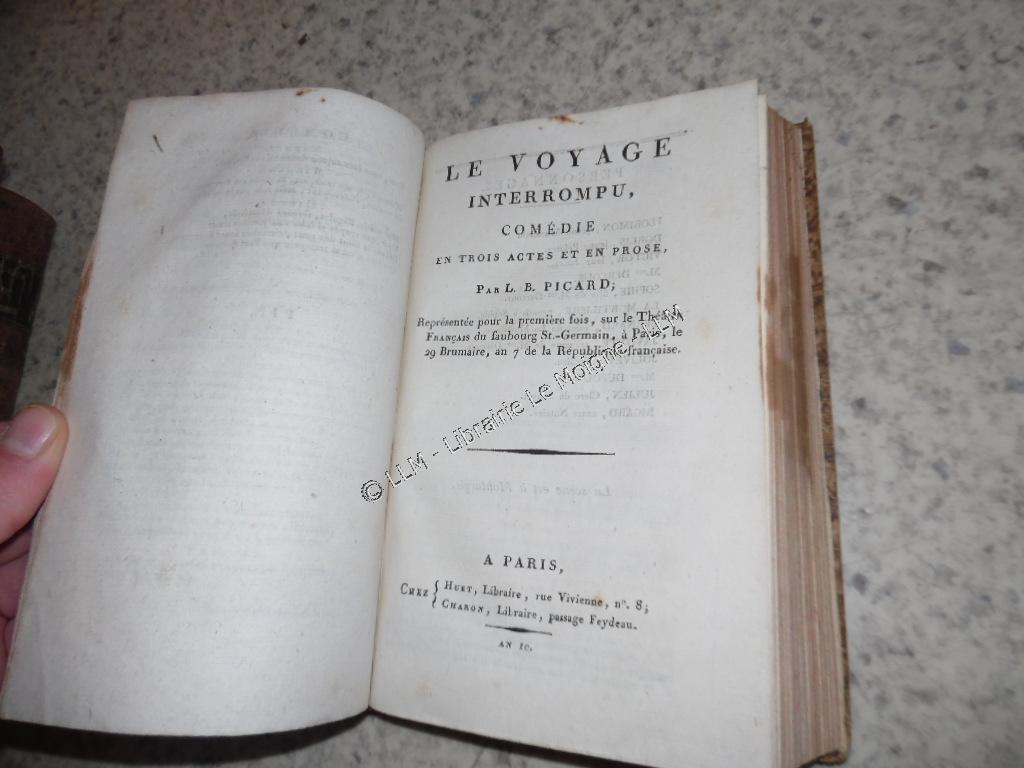 LE VOYAGE
INTERROMPU,
COMÉDIE
EN TROIS ACTES ET EN PROSE,
PAR L. B. PICARD;
Représentée pour la première fois, sur le
FRANÇAIS du faubourg St.-Germain, à Paris, le
29 Brumaire, an 7 de la République française.
© LLM - Librairie Le Moigne / LLM
A PARIS,
CHEZ { HUET, Libraire, rue Vivienne, n°. 8;
CHARON, Libraire, passage Feydeau.
AN 10.